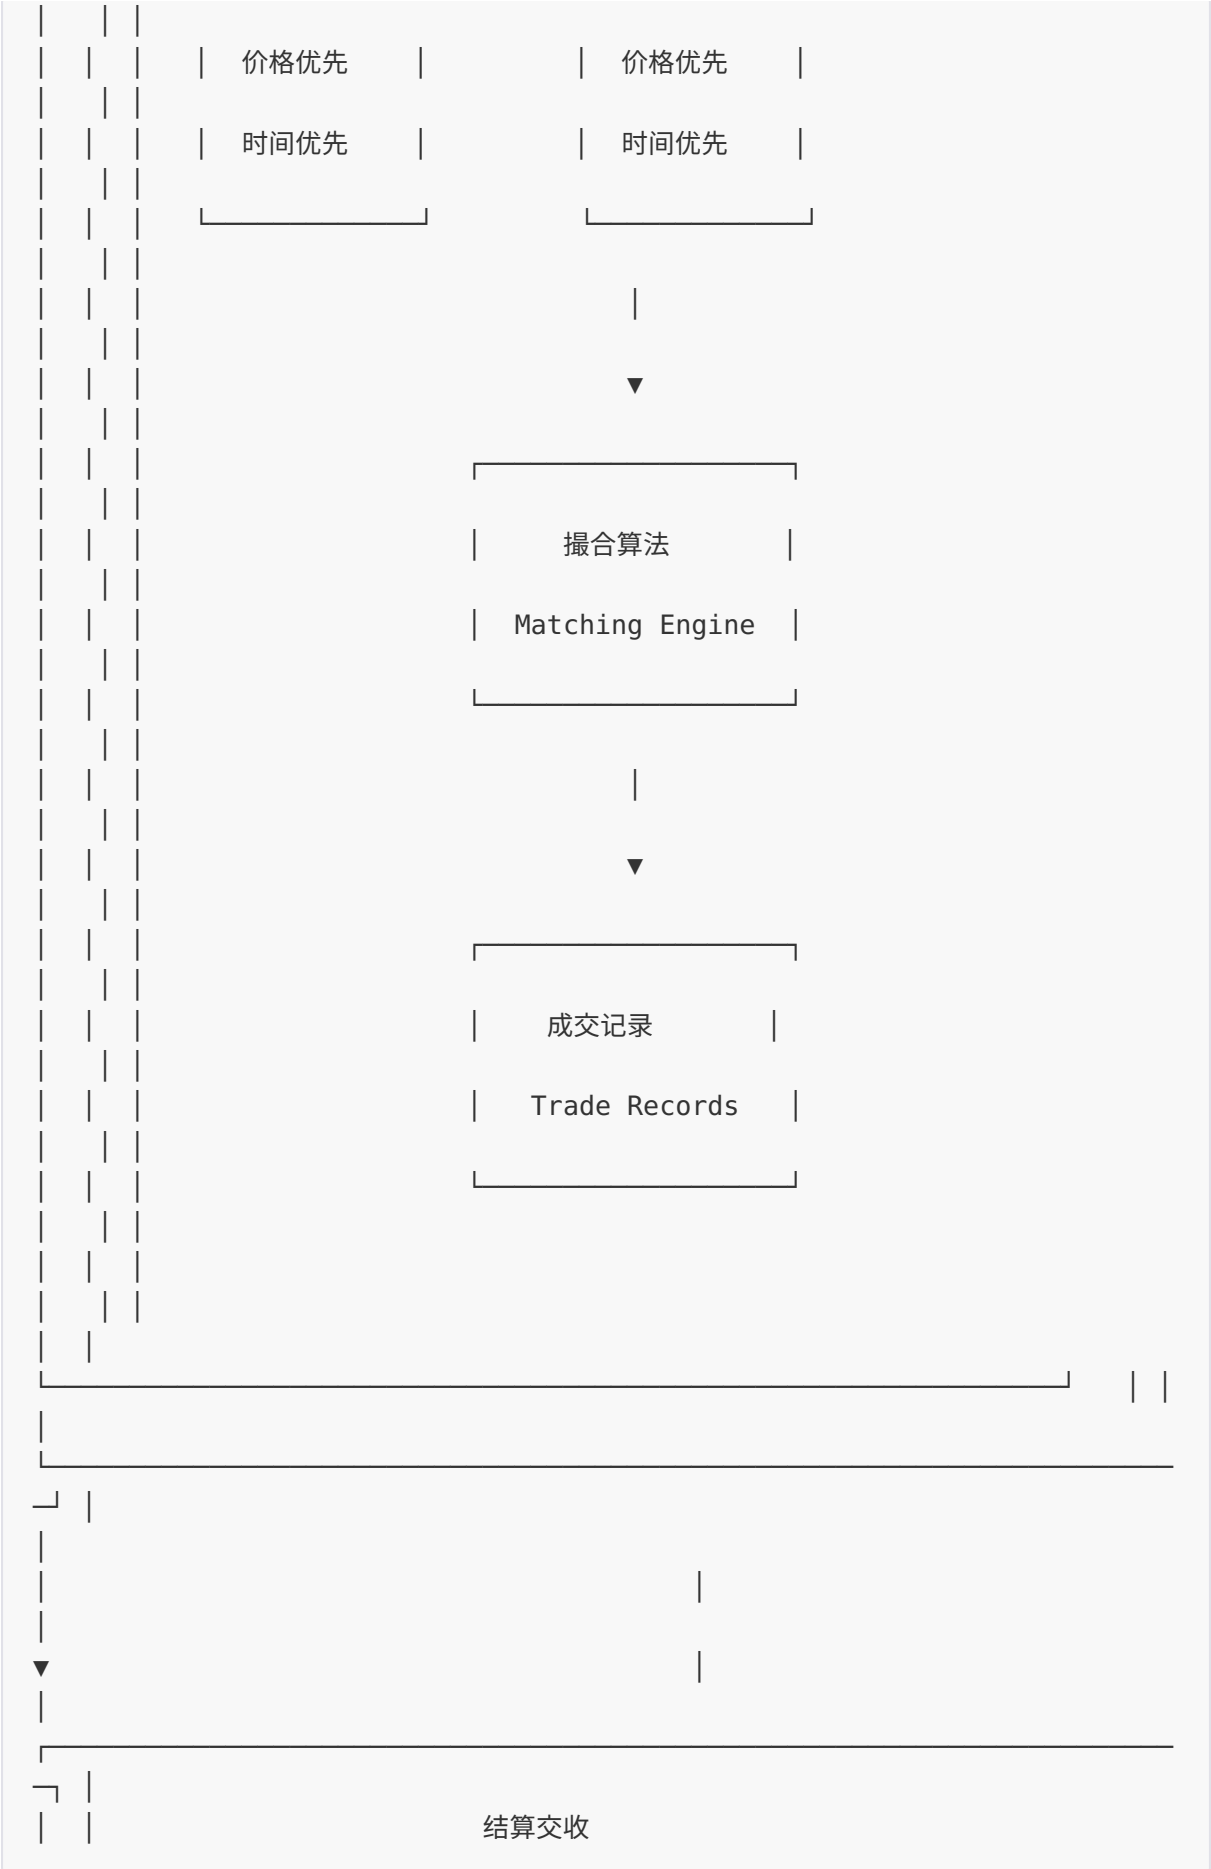 价格优先 价格优先
时间优先 时间优先
▼
撮合算法
Matching Engine
▼
成交记录
Trade Records
▼
结算交收